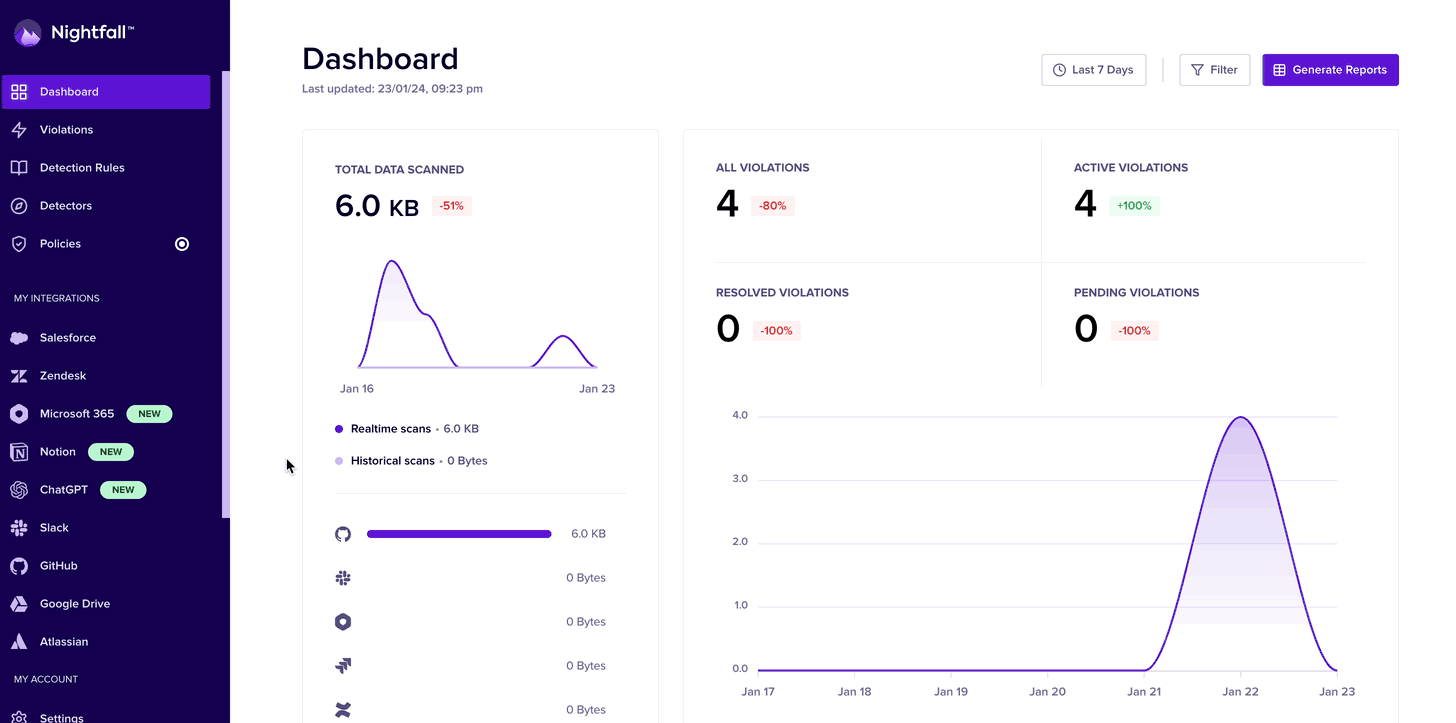 Nightfall™
Dashboard
Violations
Detection Rules
Detectors
Policies
MY INTEGRATIONS
Salesforce
Zendesk
Microsoft 365 NEW
Notion NEW
ChatGPT NEW
Slack
GitHub
Google Drive
Atlassian
MY ACCOUNT
Settings
Dashboard
Last updated: 23/01/24, 09:23 pm
Last 7 Days
Filter
Generate Reports
TOTAL DATA SCANNED
6.0 KB -51%
Jan 16 Jan 23
Realtime scans • 6.0 KB
Historical scans • 0 Bytes
6.0 KB
0 Bytes
0 Bytes
0 Bytes
0 Bytes
ALL VIOLATIONS
4 -80%
ACTIVE VIOLATIONS
4 +100%
RESOLVED VIOLATIONS
0 -100%
PENDING VIOLATIONS
0 -100%
4.0
3.0
2.0
1.0
0.0
Jan 17 Jan 18 Jan 19 Jan 20 Jan 21 Jan 22 Jan 23